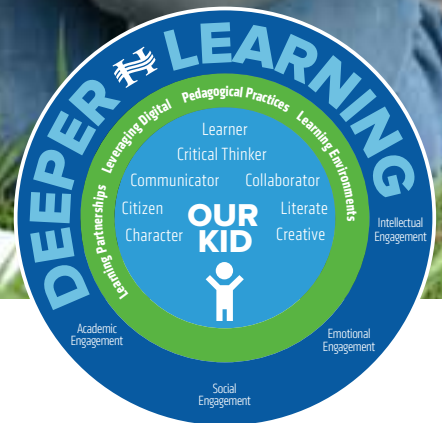 DEEPER LEARNING
Learning Partnerships
Leveraging Digital
Pedagogical Practices
Learning Environments
Learner
Critical Thinker
Communicator
Collaborator
Citizen
Literate
Character
Creative
OUR
KID
Intellectual
Engagement
Academic
Engagement
Emotional
Engagement
Social
Engagement